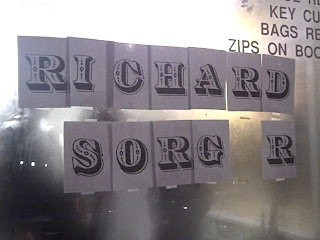 KEY CU
BAGS RE
ZIPS ON BOO
RICHARD
SORG R